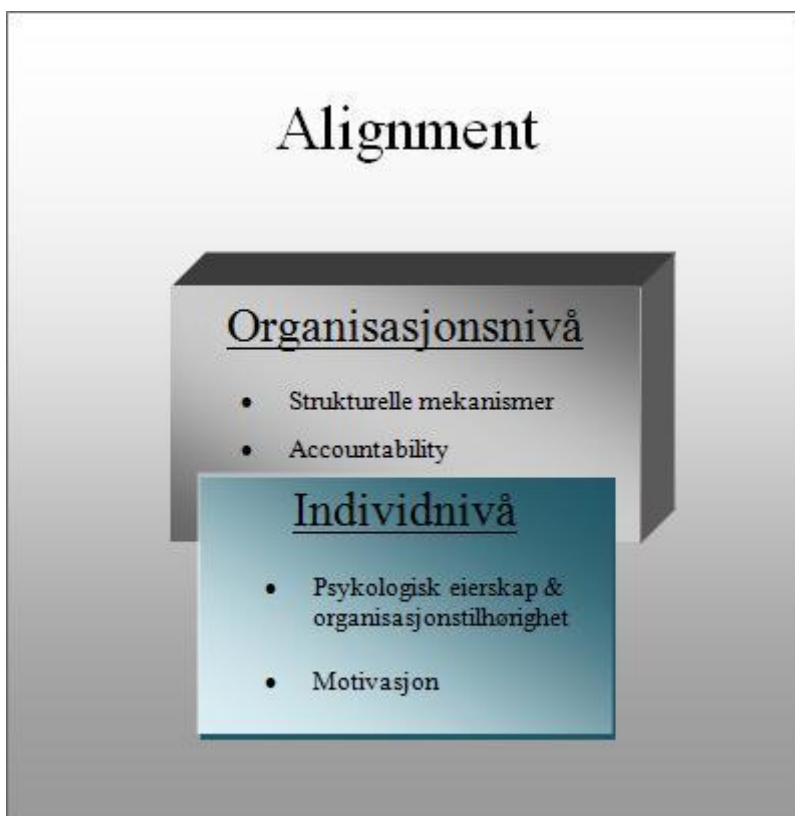 Alignment
Organisasjonsnivå
• Strukturelle mekanismer
• Accountability
Individnivå
• Psykologisk eierskap &
organisasjonstilhørighet
• Motivasjon